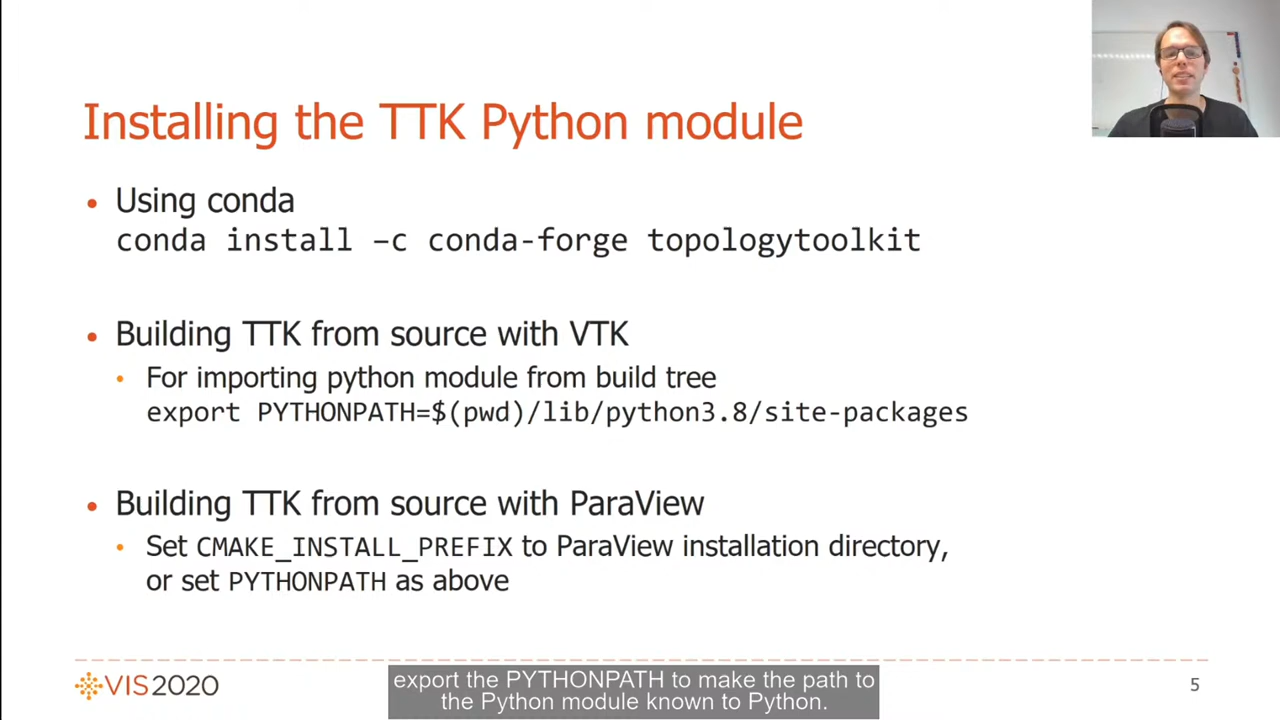 Installing the TTK Python module
• Using conda
conda install –c conda-forge topologytoolkit
• Building TTK from source with VTK
• For importing python module from build tree
export PYTHONPATH=$(pwd)/lib/python3.8/site-packages
• Building TTK from source with ParaView
• Set CMAKE_INSTALL_PREFIX to ParaView installation directory,
or set PYTHONPATH as above
VIS2020
export the PYTHONPATH to make the path to
the Python module known to Python.
5